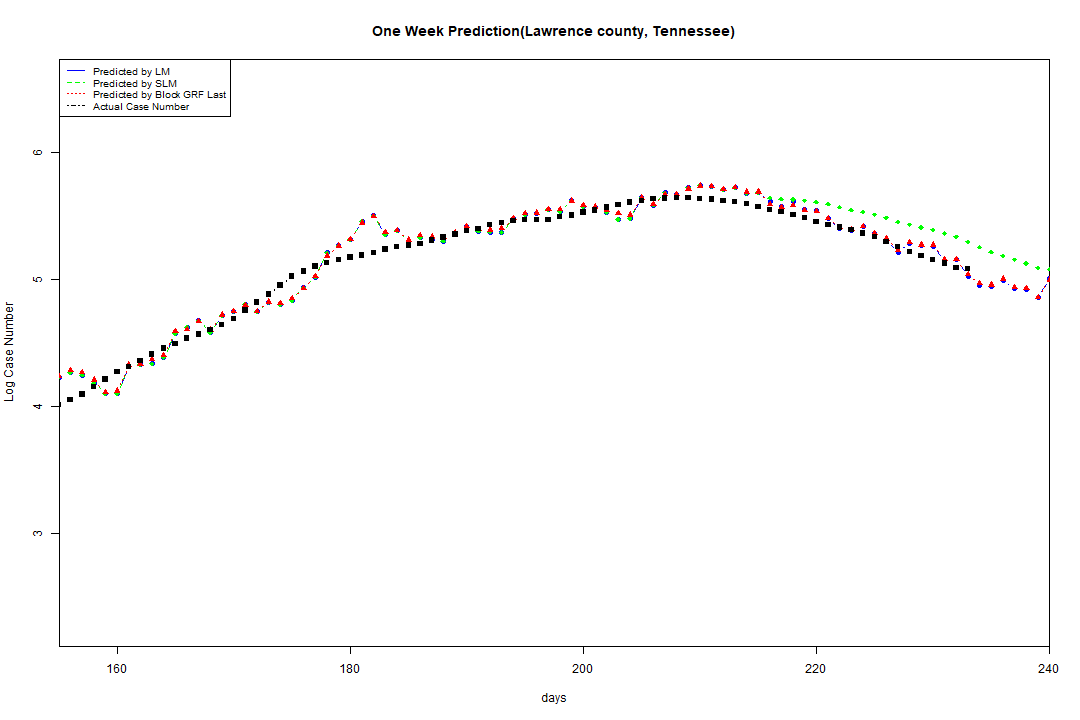 One Week Prediction(Lawrence county, Tennessee)
Predicted by LM
Predicted by SLM
Predicted by Block GRF Last
Actual Case Number
6
5
4
3
Log Case Number
160 180 200 220 240
days